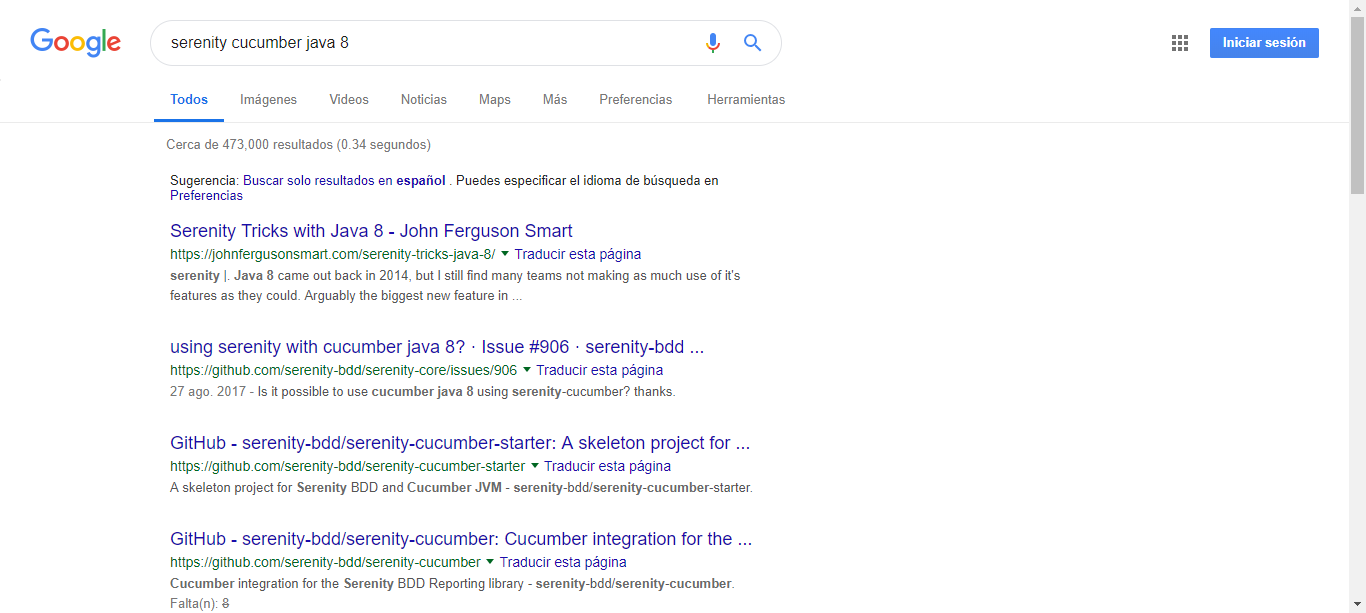 Google
serenity cucumber java 8
Iniciar sesión
Todos Imágenes Videos Noticias Maps Más Preferencias Herramientas
Cerca de 473,000 resultados (0.34 segundos)
Sugerencia: Buscar solo resultados en español . Puedes especificar el idioma de búsqueda en
Preferencias
Serenity Tricks with Java 8 - John Ferguson Smart
https://johnfergusonsmart.com/serenity-tricks-java-8/ Traducir esta página
serenity |. Java 8 came out back in 2014, but I still find many teams not making as much use of it's
features as they could. Arguably the biggest new feature in ...
using serenity with cucumber java 8? · Issue #906 · serenity-bdd ...
https://github.com/serenity-bdd/serenity-core/issues/906 Traducir esta página
27 ago. 2017 - Is it possible to use cucumber java 8 using serenity-cucumber? thanks.
GitHub - serenity-bdd/serenity-cucumber-starter: A skeleton project for ...
https://github.com/serenity-bdd/serenity-cucumber-starter Traducir esta página
A skeleton project for Serenity BDD and Cucumber JVM - serenity-bdd/serenity-cucumber-starter.
GitHub - serenity-bdd/serenity-cucumber: Cucumber integration for the ...
https://github.com/serenity-bdd/serenity-cucumber Traducir esta página
Cucumber integration for the Serenity BDD Reporting library - serenity-bdd/serenity-cucumber.
Falta(n): 8